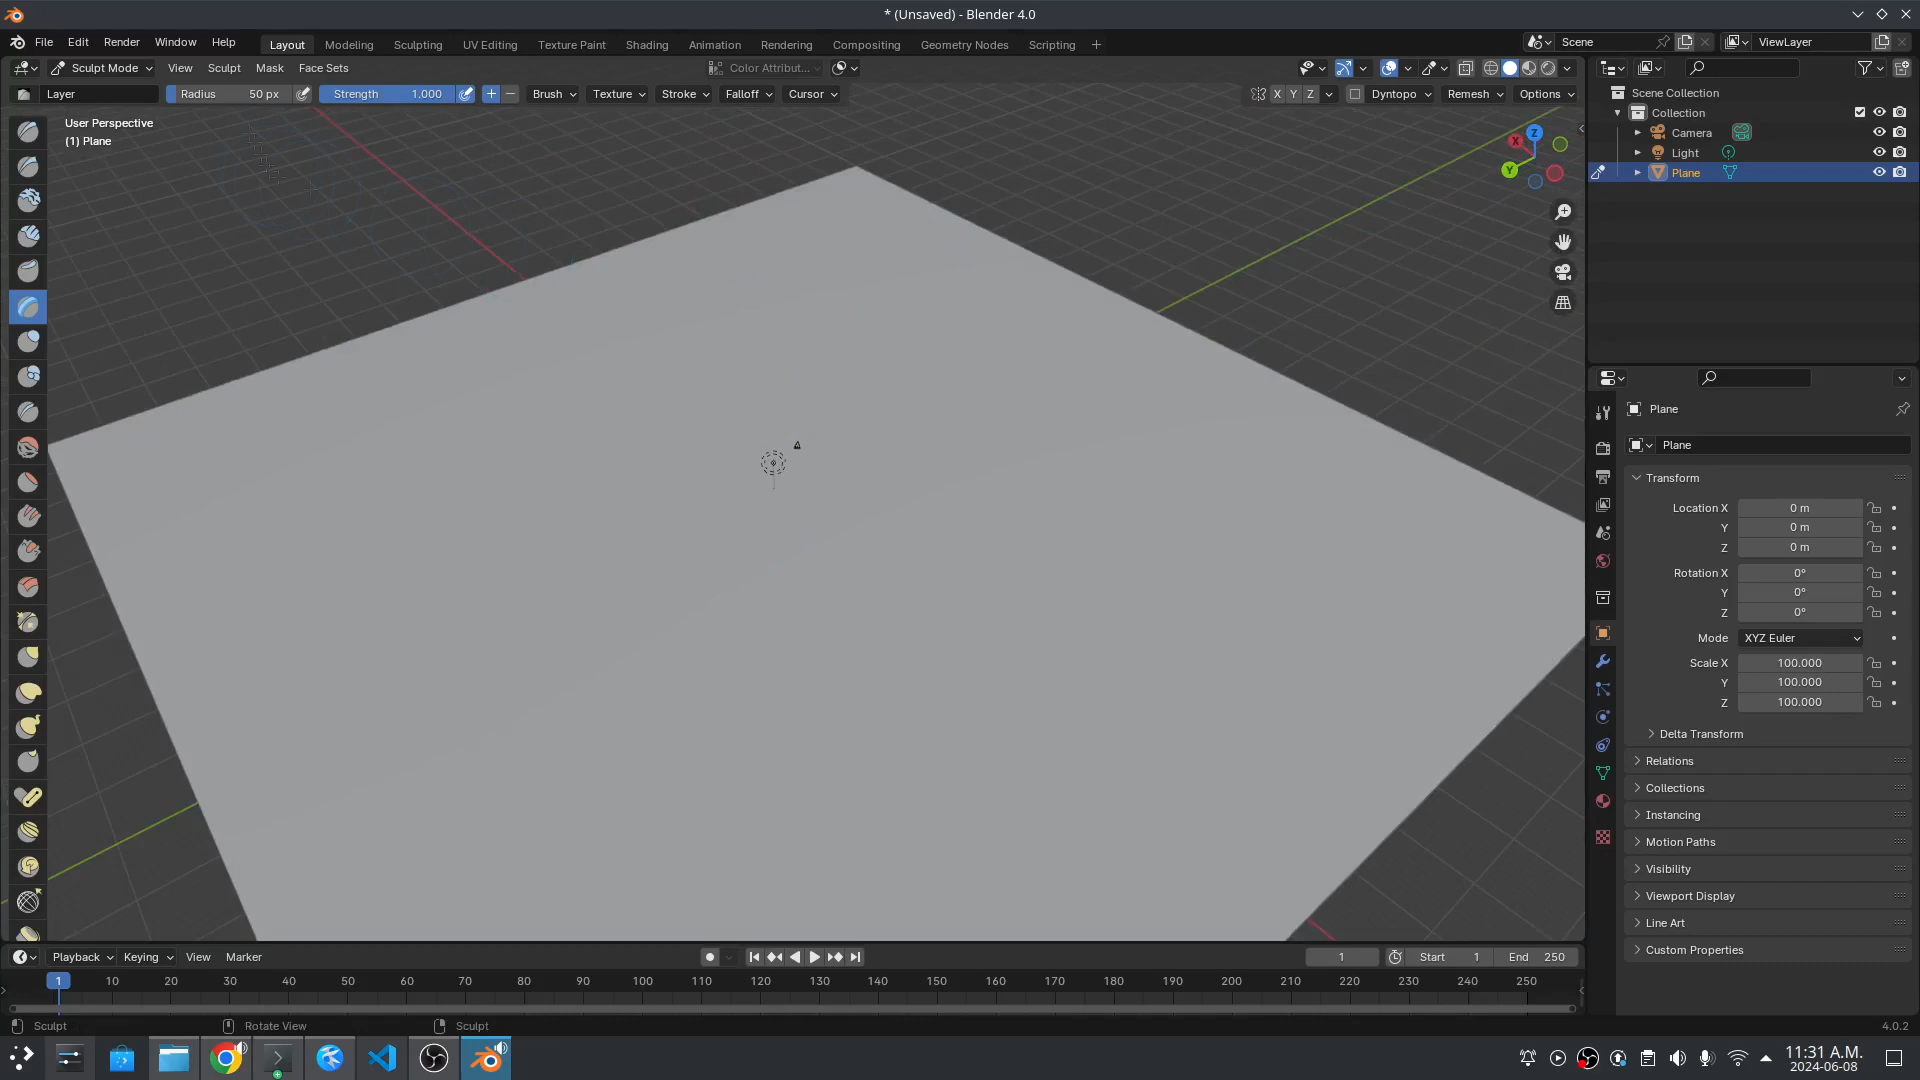 * (Unsaved) - Blender 4.0
File Edit Render Window Help
Layout Modeling Sculpting UV Editing Texture Paint Shading Animation Rendering Compositing Geometry Nodes Scripting +
Scene
ViewLayer
Sculpt Mode View Sculpt Mask Face Sets
Color Attribut...
Layer Radius 50 px Strength 1.000 + − Brush Texture Stroke Falloff Cursor
X Y Z Dyntopo Remesh Options
User Perspective
(1) Plane
Z
X
Y
Scene Collection
Collection
Camera
Light
Plane
Plane
Plane
Transform
Location X 0 m
Y 0 m
Z 0 m
Rotation X 0°
Y 0°
Z 0°
Mode XYZ Euler
Scale X 100.000
Y 100.000
Z 100.000
Delta Transform
Relations
Collections
Instancing
Motion Paths
Visibility
Viewport Display
Line Art
Custom Properties
Playback Keying View Marker
1 Start 1 End 250
1 10 20 30 40 50 60 70 80 90 100 110 120 130 140 150 160 170 180 190 200 210 220 230 240 250
Sculpt Rotate View Sculpt
4.0.2
11:31 A.M.
2024-06-08